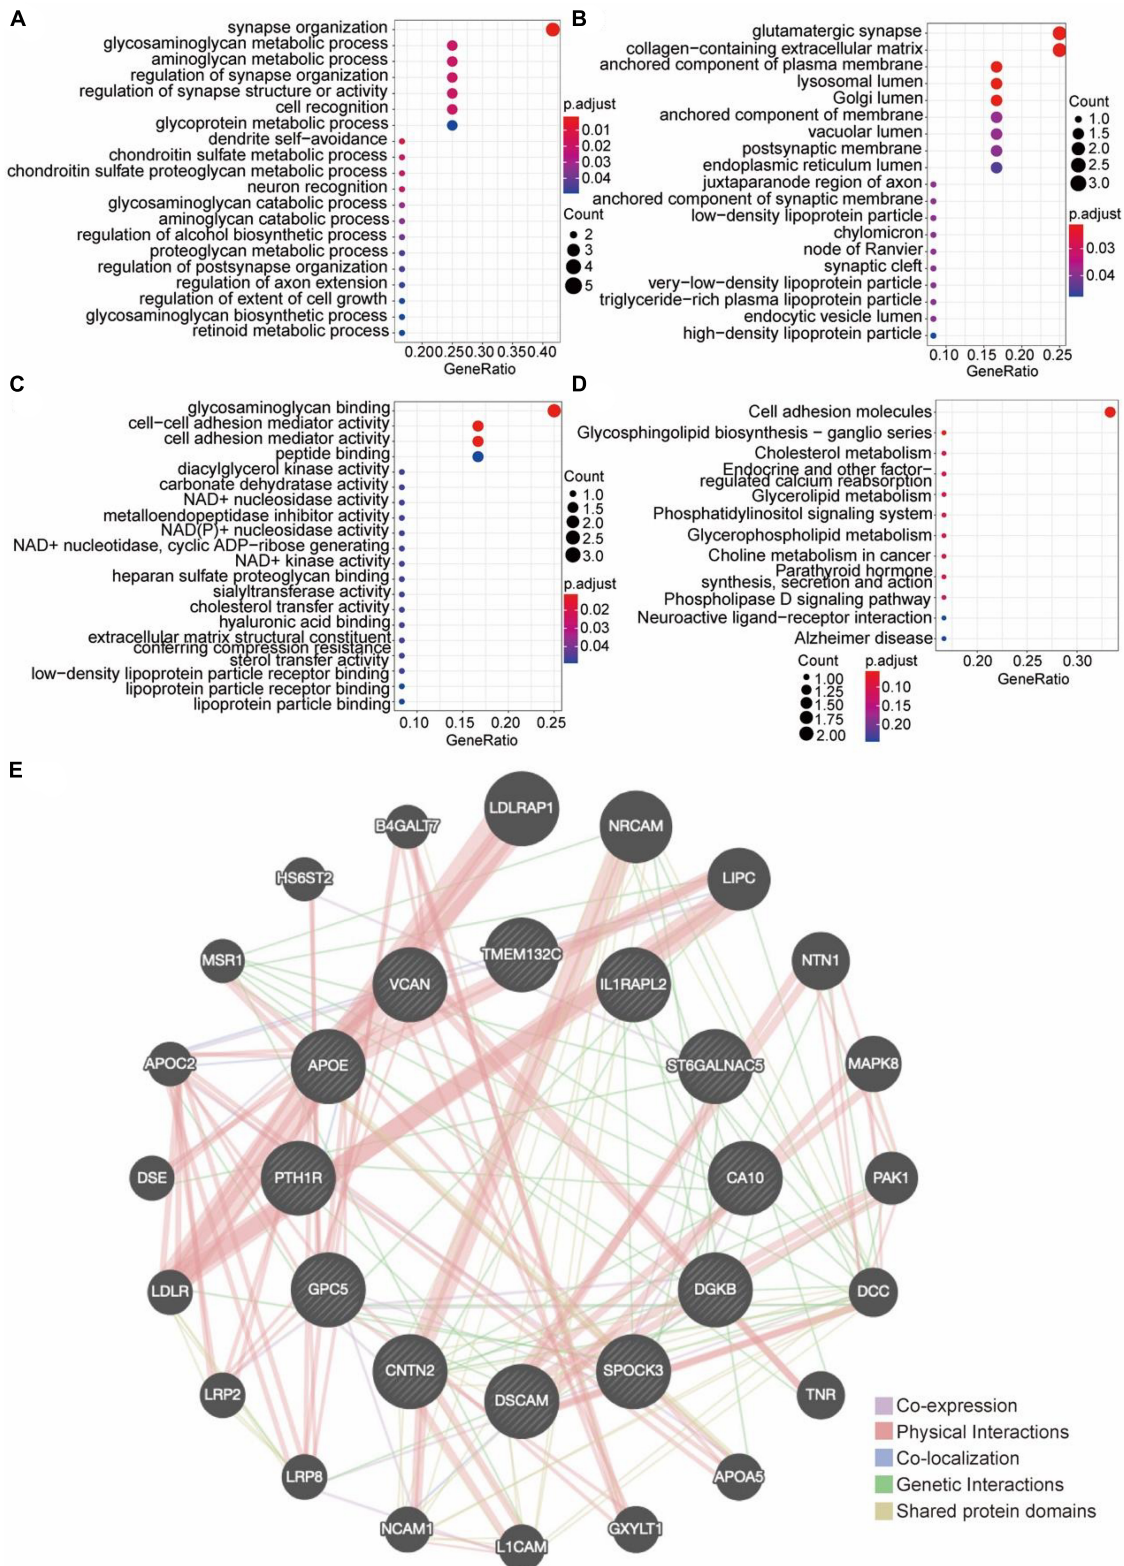 A
synapse organization
glycosaminoglycan metabolic process
aminoglycan metabolic process
regulation of synapse organization
regulation of synapse structure or activity
cell recognition
glycoprotein metabolic process
dendrite self−avoidance
chondroitin sulfate metabolic process
chondroitin sulfate proteoglycan metabolic process
neuron recognition
glycosaminoglycan catabolic process
aminoglycan catabolic process
regulation of alcohol biosynthetic process
proteoglycan metabolic process
regulation of postsynapse organization
regulation of axon extension
regulation of extent of cell growth
glycosaminoglycan biosynthetic process
retinoid metabolic process
0.20 0.25 0.30 0.35 0.40
GeneRatio
p.adjust
0.01
0.02
0.03
0.04
Count
2
3
4
5
B
glutamatergic synapse
collagen−containing extracellular matrix
anchored component of plasma membrane
lysosomal lumen
Golgi lumen
anchored component of membrane
vacuolar lumen
postsynaptic membrane
endoplasmic reticulum lumen
juxtaparanode region of axon
anchored component of synaptic membrane
low−density lipoprotein particle
chylomicron
node of Ranvier
synaptic cleft
very−low−density lipoprotein particle
triglyceride−rich plasma lipoprotein particle
endocytic vesicle lumen
high−density lipoprotein particle
0.10 0.15 0.20 0.25
GeneRatio
Count
1.0
1.5
2.0
2.5
3.0
p.adjust
0.03
0.04
C
glycosaminoglycan binding
cell−cell adhesion mediator activity
cell adhesion mediator activity
peptide binding
diacylglycerol kinase activity
carbonate dehydratase activity
NAD+ nucleosidase activity
metalloendopeptidase inhibitor activity
NAD(P)+ nucleosidase activity
NAD+ nucleotidase, cyclic ADP−ribose generating
NAD+ kinase activity
heparan sulfate proteoglycan binding
sialyltransferase activity
cholesterol transfer activity
hyaluronic acid binding
extracellular matrix structural constituent
conferring compression resistance
sterol transfer activity
low−density lipoprotein particle receptor binding
lipoprotein particle receptor binding
lipoprotein particle binding
0.10 0.15 0.20 0.25
GeneRatio
Count
1.0
1.5
2.0
2.5
3.0
p.adjust
0.02
0.03
0.04
D
Cell adhesion molecules
Glycosphingolipid biosynthesis − ganglio series
Cholesterol metabolism
Endocrine and other factor−
regulated calcium reabsorption
Glycerolipid metabolism
Phosphatidylinositol signaling system
Glycerophospholipid metabolism
Choline metabolism in cancer
Parathyroid hormone
synthesis, secretion and action
Phospholipase D signaling pathway
Neuroactive ligand−receptor interaction
Alzheimer disease
0.20 0.25 0.30
GeneRatio
Count
1.00
1.25
1.50
1.75
2.00
p.adjust
0.10
0.15
0.20
E
LDLRAP1
B4GALT7
NRCAM
HS6ST2
LIPC
MSR1
TMEM132C
NTN1
VCAN
IL1RAPL2
APOC2
APOE
ST6GALNAC5
MAPK8
DSE
PTH1R
CA10
PAK1
LDLR
GPC5
DGKB
DCC
CNTN2
SPOCK3
LRP2
DSCAM
TNR
LRP8
APOA5
NCAM1
L1CAM
GXYLT1
Co-expression
Physical Interactions
Co-localization
Genetic Interactions
Shared protein domains